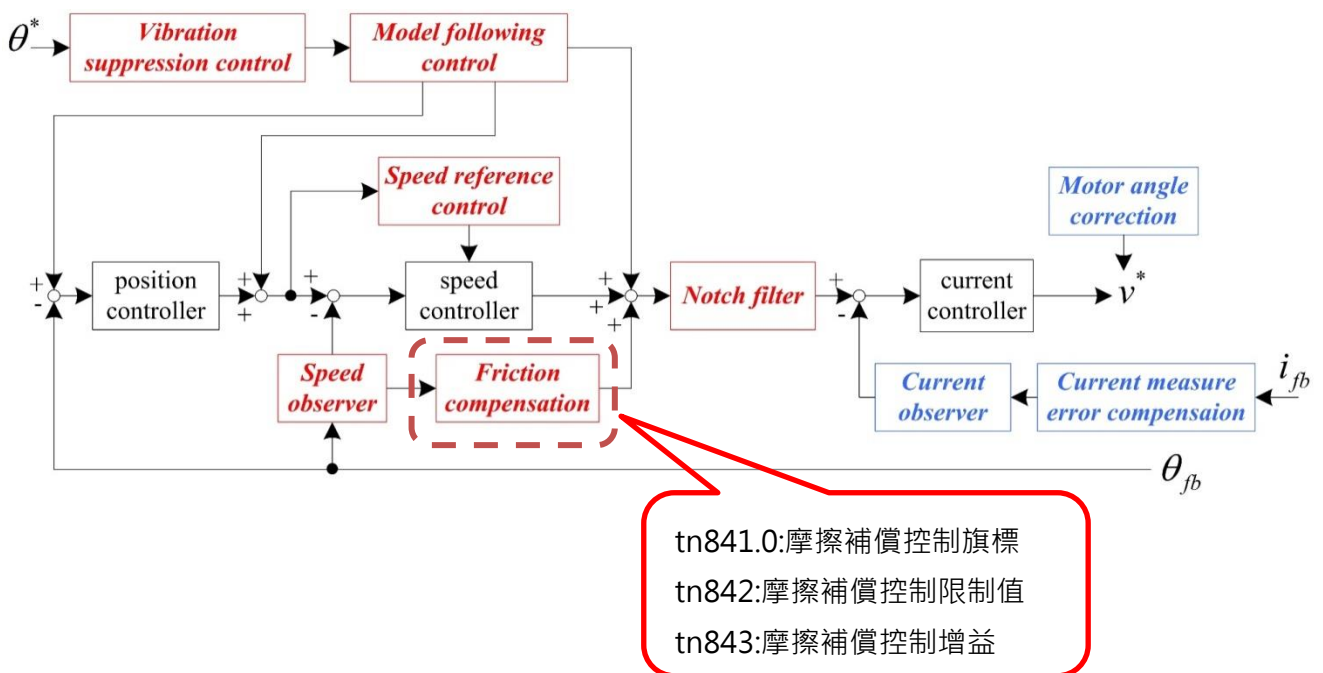 θ*
Vibration
suppression control
Model following
control
Speed reference
control
Motor angle
correction
+
-
position
controller
+
+
+
-
speed
controller
+
+
+
Notch filter
+
-
current
controller
v*
Speed
observer
Friction
compensation
Current
observer
Current measure
error compensaion
i_fb
θ_fb
tn841.0:摩擦補償控制旗標
tn842:摩擦補償控制限制值
tn843:摩擦補償控制增益